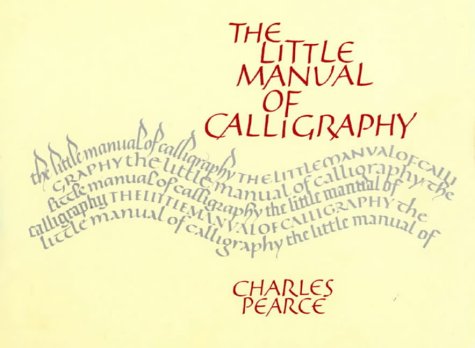 THE
LITTLE
MANUAL
OF
CALLIGRAPHY
the little manual of calligraphy THE LITTLE MANUAL OF CALLI
GRAPHY the little manual of calligraphy the
little manual of calligraphy the little manual of
calligraphy THE LITTLE MANUAL OF CALLIGRAPHY the
little manual of calligraphy the little manual of
CHARLES
PEARCE